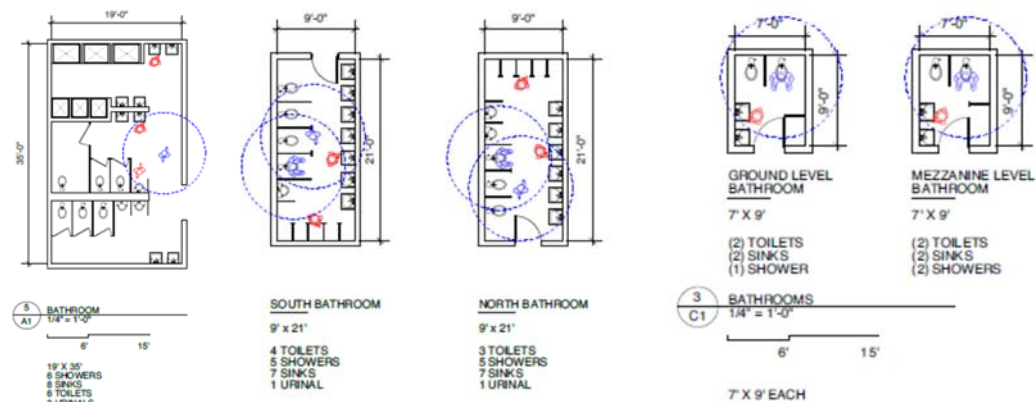 19'-0"
35'-0"
5
A1
BATHROOM
1/4" = 1'-0"
6'
15'
19' X 35'
6 SHOWERS
8 SINKS
6 TOILETS
9'-0"
21'-0"
SOUTH BATHROOM
9' x 21'
4 TOILETS
5 SHOWERS
7 SINKS
1 URINAL
9'-0"
21'-0"
NORTH BATHROOM
9' x 21'
3 TOILETS
5 SHOWERS
7 SINKS
1 URINAL
7'-0"
9'-0"
GROUND LEVEL
BATHROOM
7' X 9'
(2) TOILETS
(2) SINKS
(1) SHOWER
7'-0"
9'-0"
MEZZANINE LEVEL
BATHROOM
7' X 9'
(2) TOILETS
(2) SINKS
(2) SHOWERS
3
C1
BATHROOMS
1/4" = 1'-0"
6'
15'
7' X 9' EACH